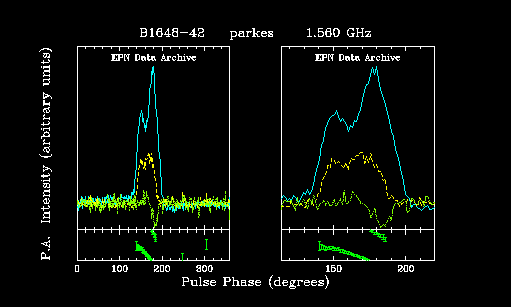 B1648-42 parkes 1.560 GHz
EPN Data Archive EPN Data Archive
P.A. Intensity (arbitrary units)
0 100 200 300 150 200
Pulse Phase (degrees)